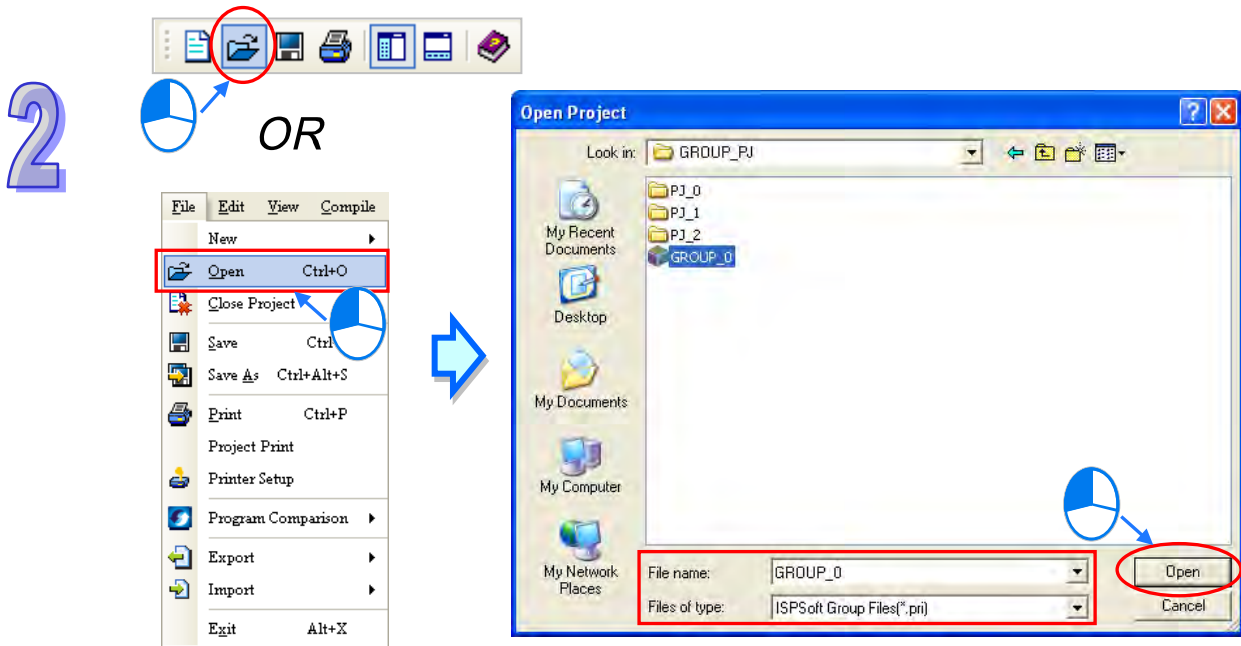 2
OR
File Edit View Compile
New
Open Ctrl+O
Close Project
Save Ctrl
Save As Ctrl+Alt+S
Print Ctrl+P
Project Print
Printer Setup
Program Comparison
Export
Import
Exit Alt+X
Open Project
Look in: GROUP_PJ
My Recent
Documents
Desktop
My Documents
My Computer
My Network
Places
PJ_0
PJ_1
PJ_2
GROUP_0
File name: GROUP_0 Open
Files of type: ISPSoft Group Files(*.pri) Cancel